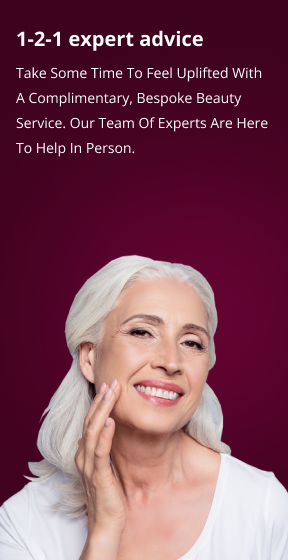 1-2-1 expert advice
Take Some Time To Feel Uplifted With
A Complimentary, Bespoke Beauty
Service. Our Team Of Experts Are Here
To Help In Person.